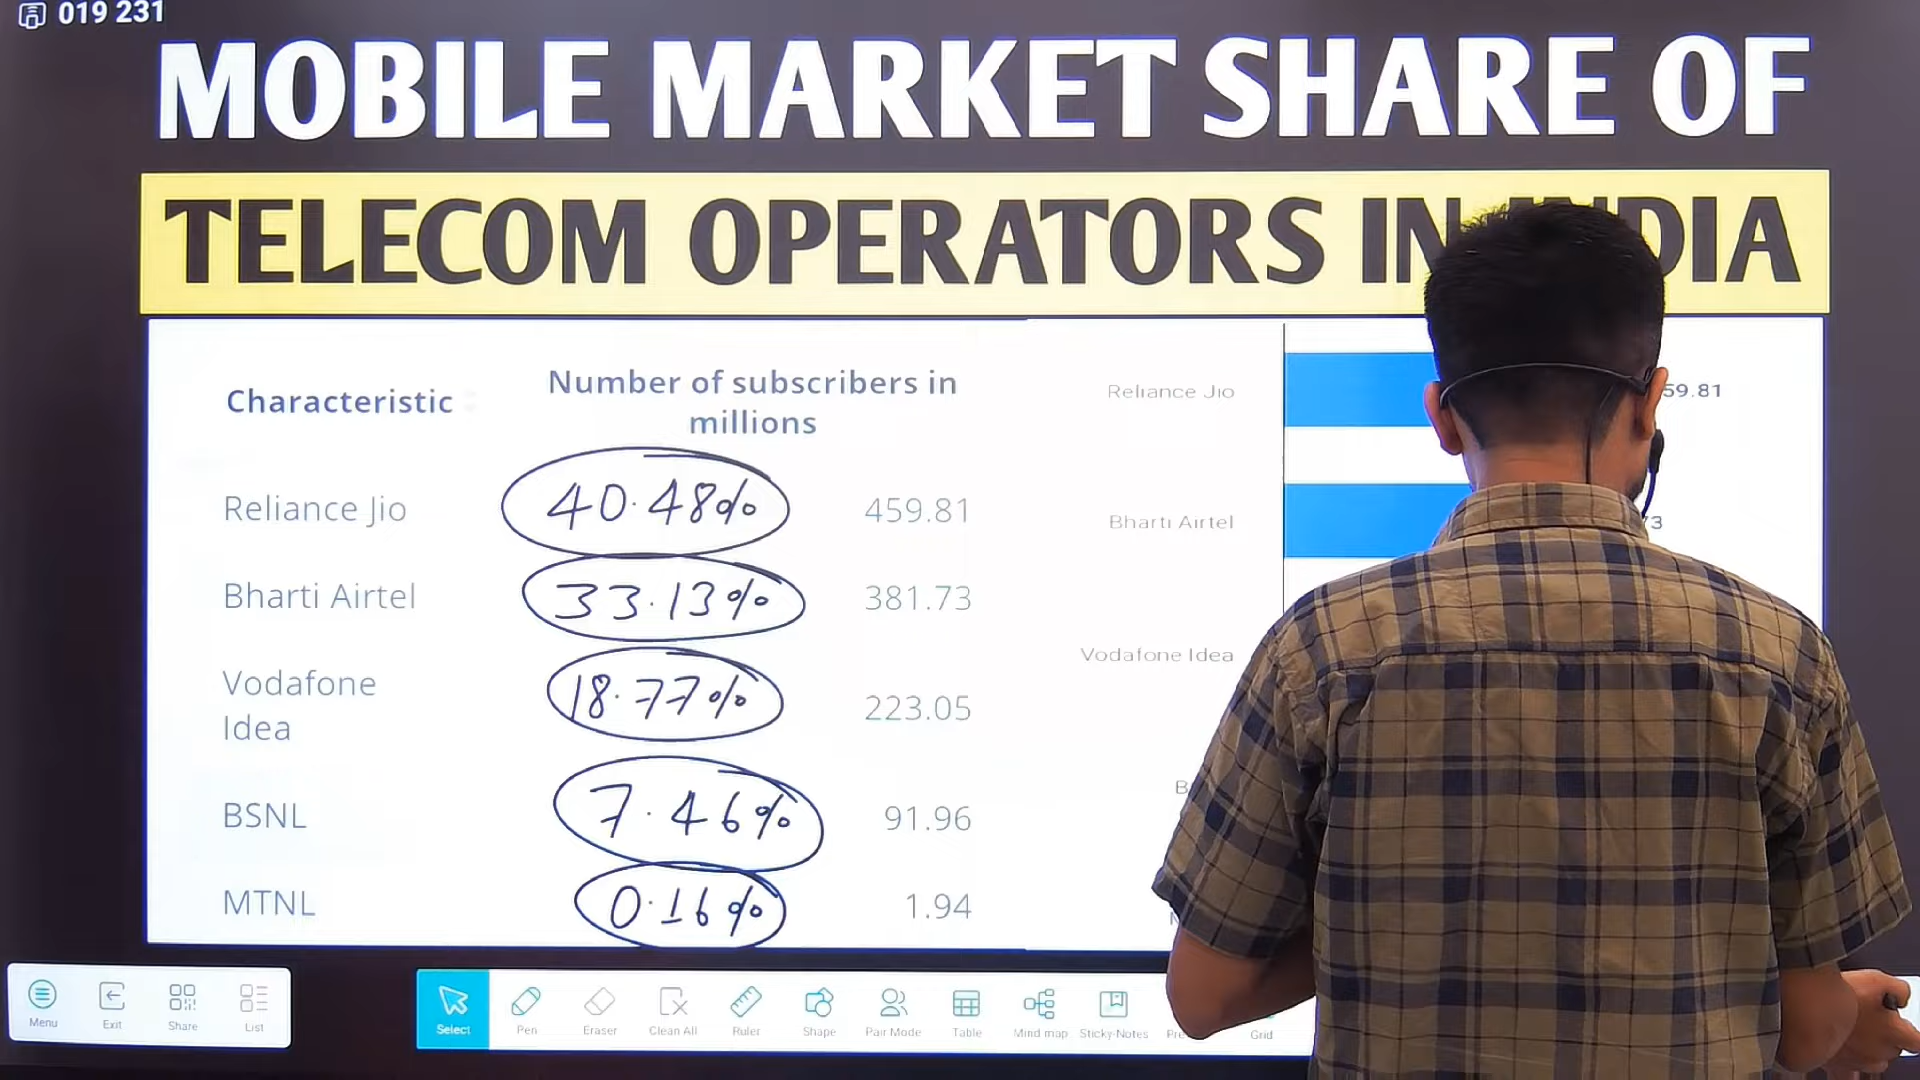 019 231
MOBILE MARKET SHARE OF
TELECOM OPERATORS IN
Characteristic
Number of subscribers in
millions
Reliance Jio 40.48% 459.81
Bharti Airtel 33.13% 381.73
Vodafone
Idea 18.77% 223.05
BSNL 7.46% 91.96
MTNL 0.16% 1.94
Reliance Jio 59.81
Bharti Airtel 73
Vodafone Idea
Menu Exit Share List
Select Pen Eraser Clean All Ruler Shape Pair Mode Table Mind map Sticky-Notes Grid